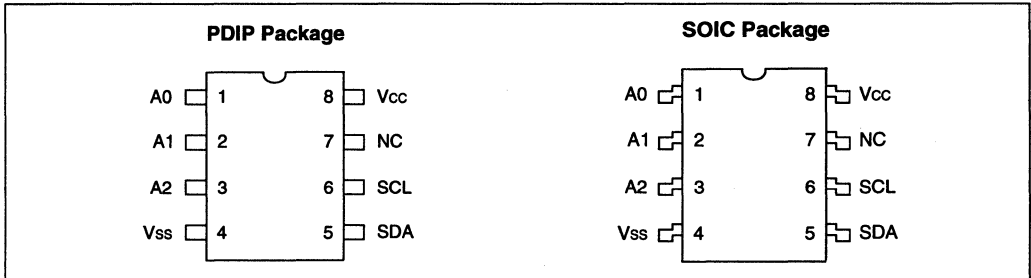 PDIP Package
A0 1 8 Vcc
A1 2 7 NC
A2 3 6 SCL
Vss 4 5 SDA
SOIC Package
A0 1 8 Vcc
A1 2 7 NC
A2 3 6 SCL
Vss 4 5 SDA